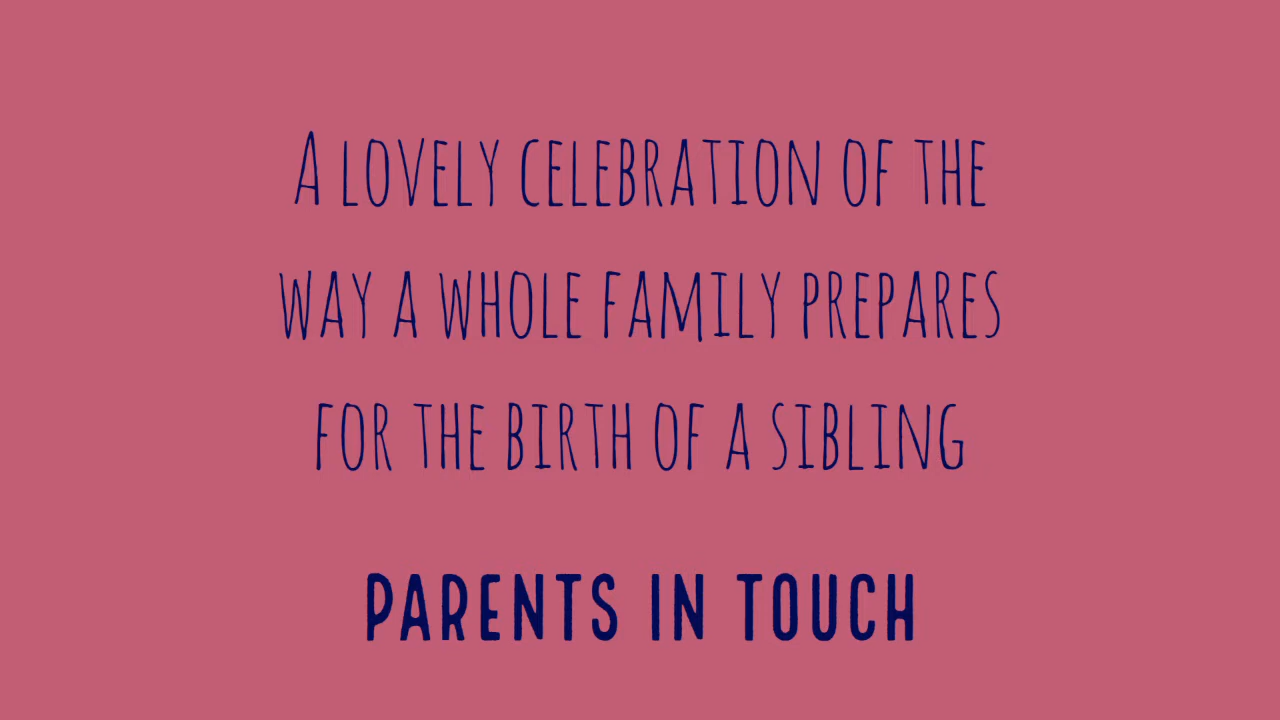 A LOVELY CELEBRATION OF THE
WAY A WHOLE FAMILY PREPARES
FOR THE BIRTH OF A SIBLING
PARENTS IN TOUCH